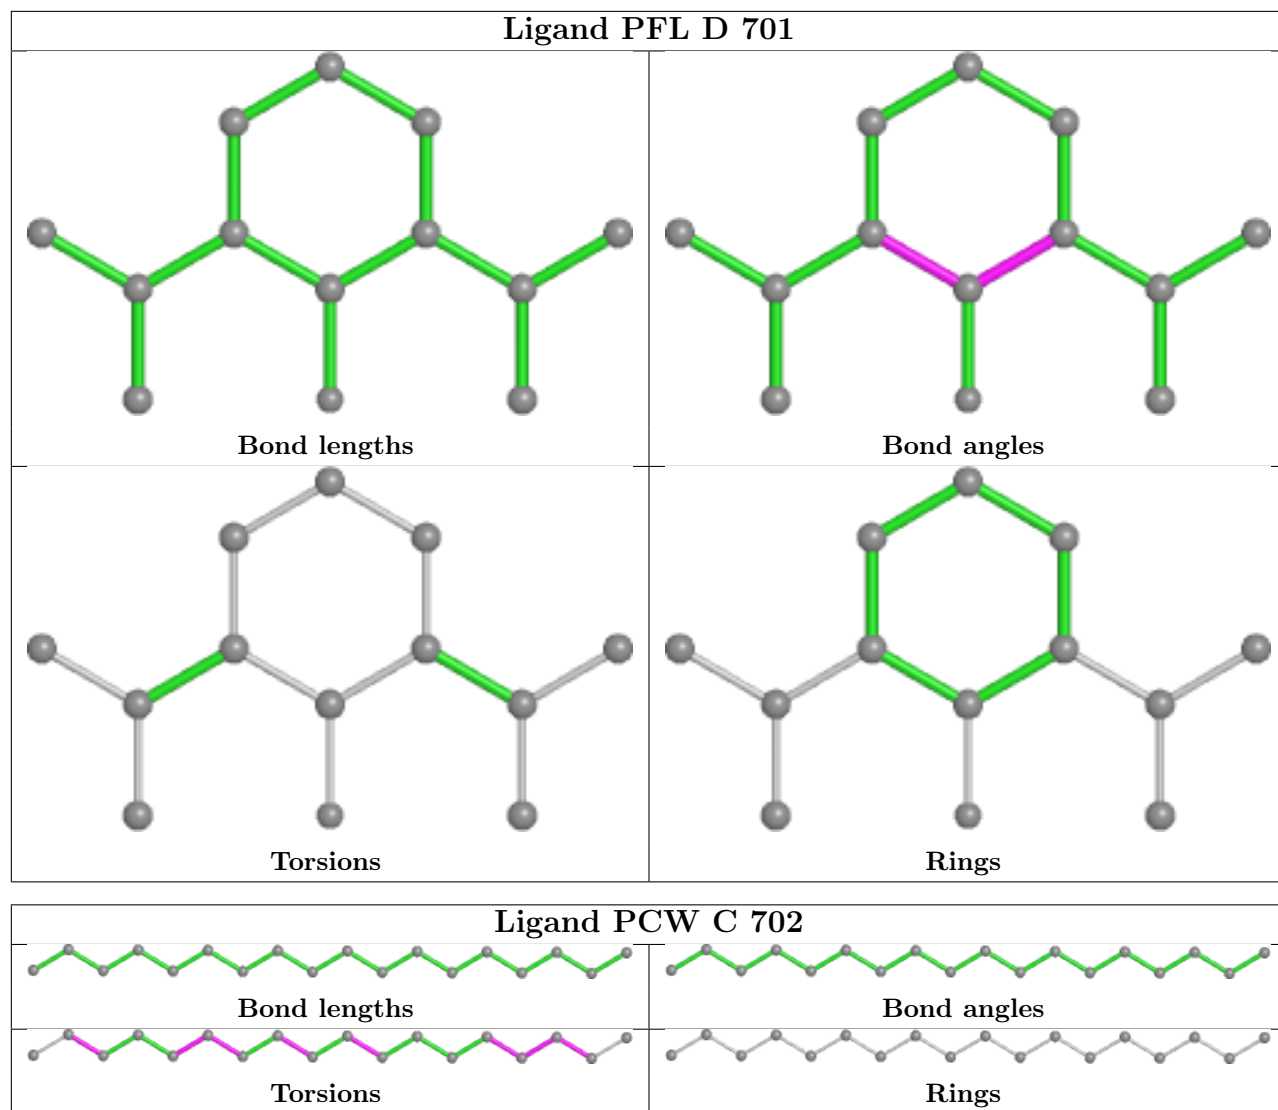 Ligand PFL D 701
Bond lengths
Bond angles
Torsions
Rings
Ligand PCW C 702
Bond lengths
Bond angles
Torsions
Rings